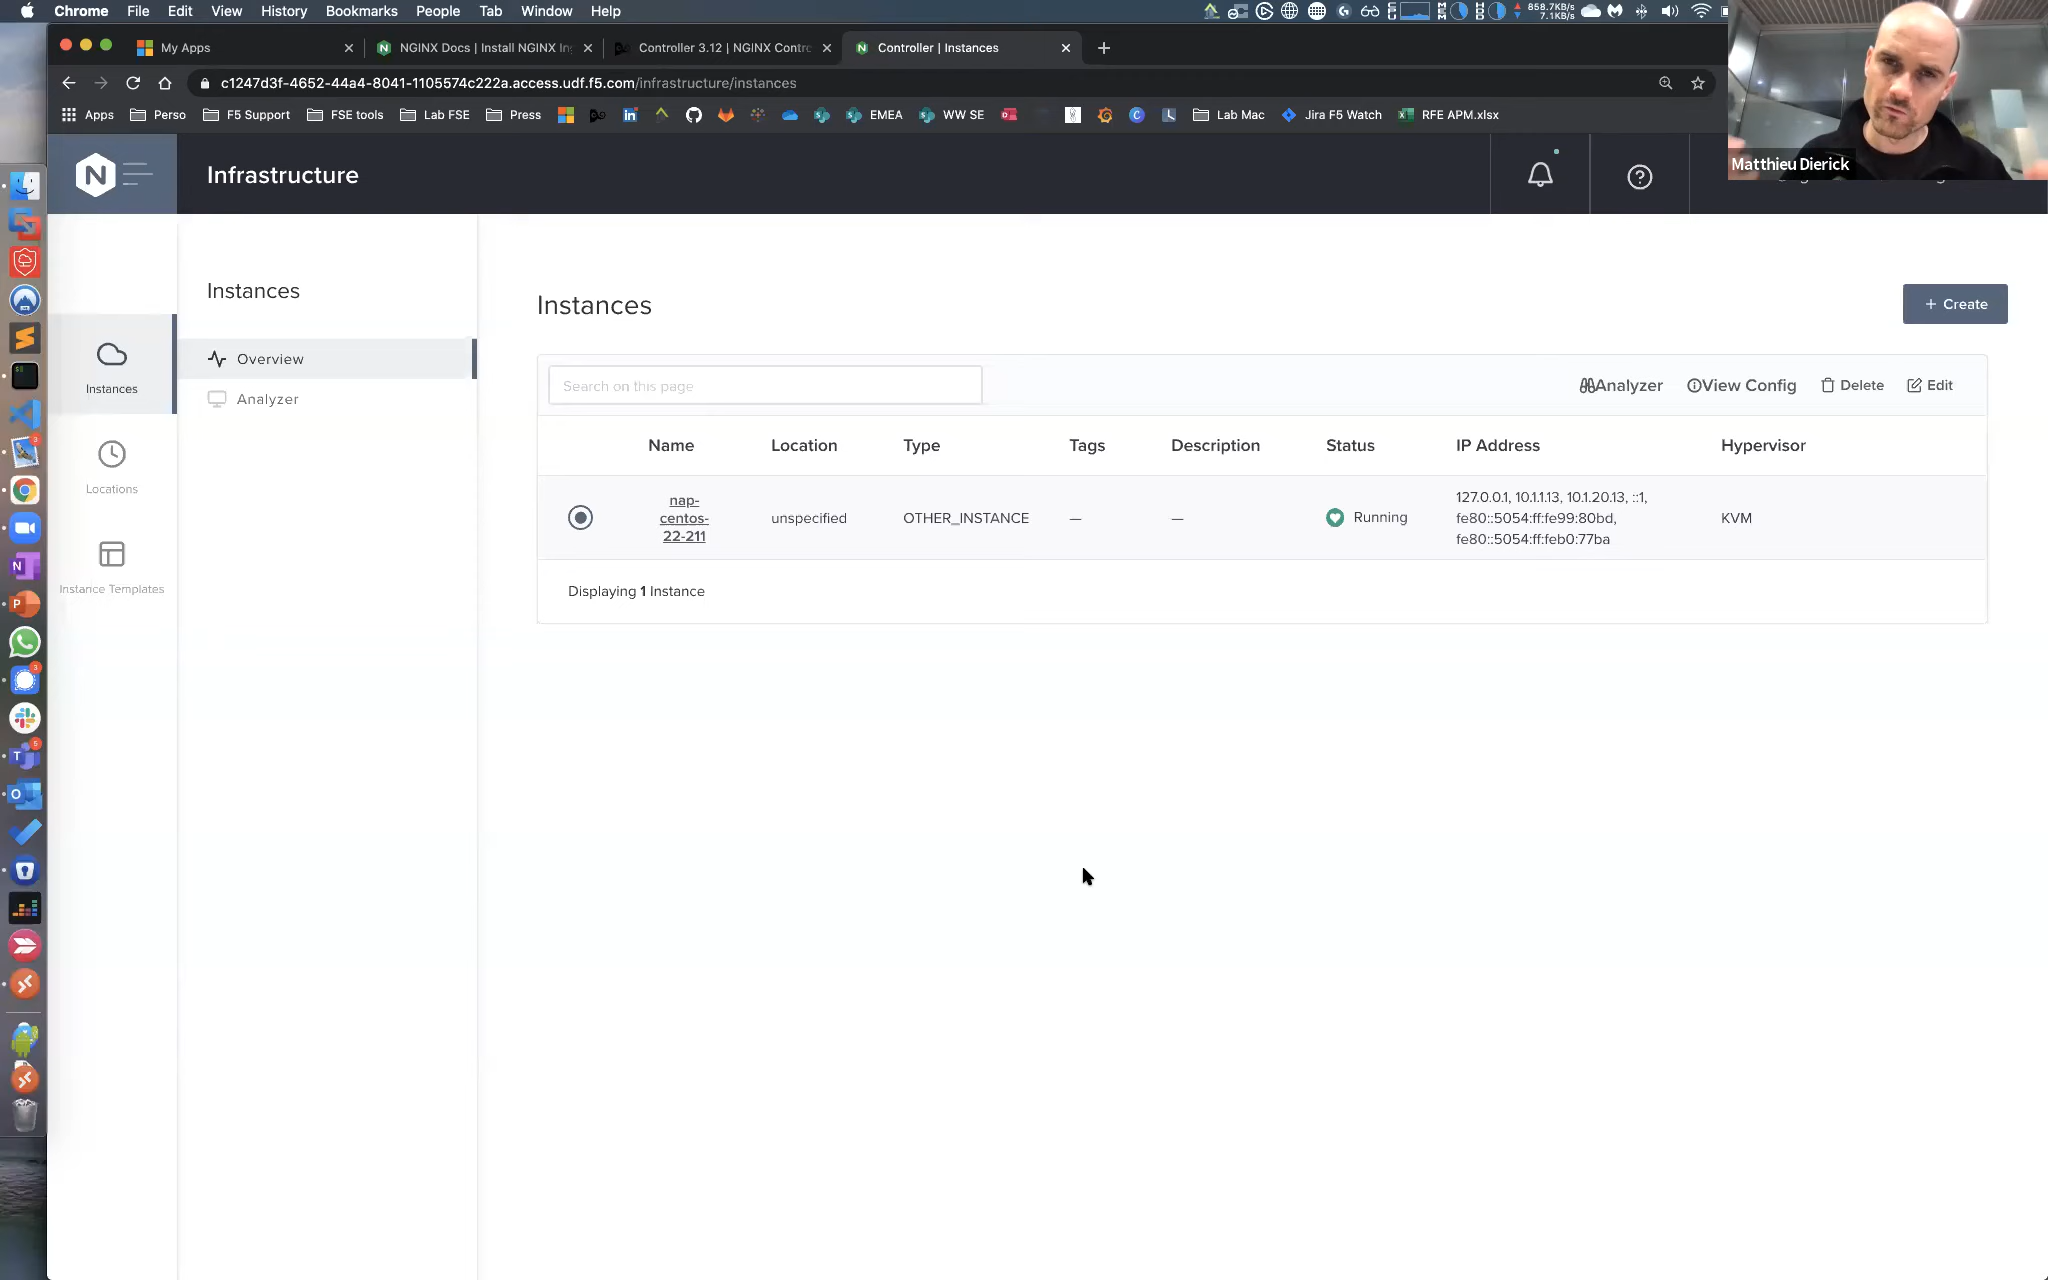 Chrome File Edit View History Bookmarks People Tab Window Help
858.7KB/s
7.1KB/s
My Apps
NGINX Docs | Install NGINX In
Controller 3.12 | NGINX Contro
Controller | Instances
c1247d3f-4652-44a4-8041-1105574c222a.access.udf.f5.com/infrastructure/instances
Apps Perso F5 Support FSE tools Lab FSE Press EMEA WW SE Lab Mac Jira F5 Watch RFE APM.xlsx
Matthieu Dierick
Infrastructure
Instances
Locations
Instance Templates
Instances
Overview
Analyzer
Instances
+ Create
Search on this page
Analyzer View Config Delete Edit
Name Location Type Tags Description Status IP Address Hypervisor
nap-
centos-
22-211
unspecified OTHER_INSTANCE — — Running
127.0.0.1, 10.1.1.13, 10.1.20.13, ::1,
fe80::5054:ff:fe99:80bd,
fe80::5054:ff:feb0:77ba
KVM
Displaying 1 Instance